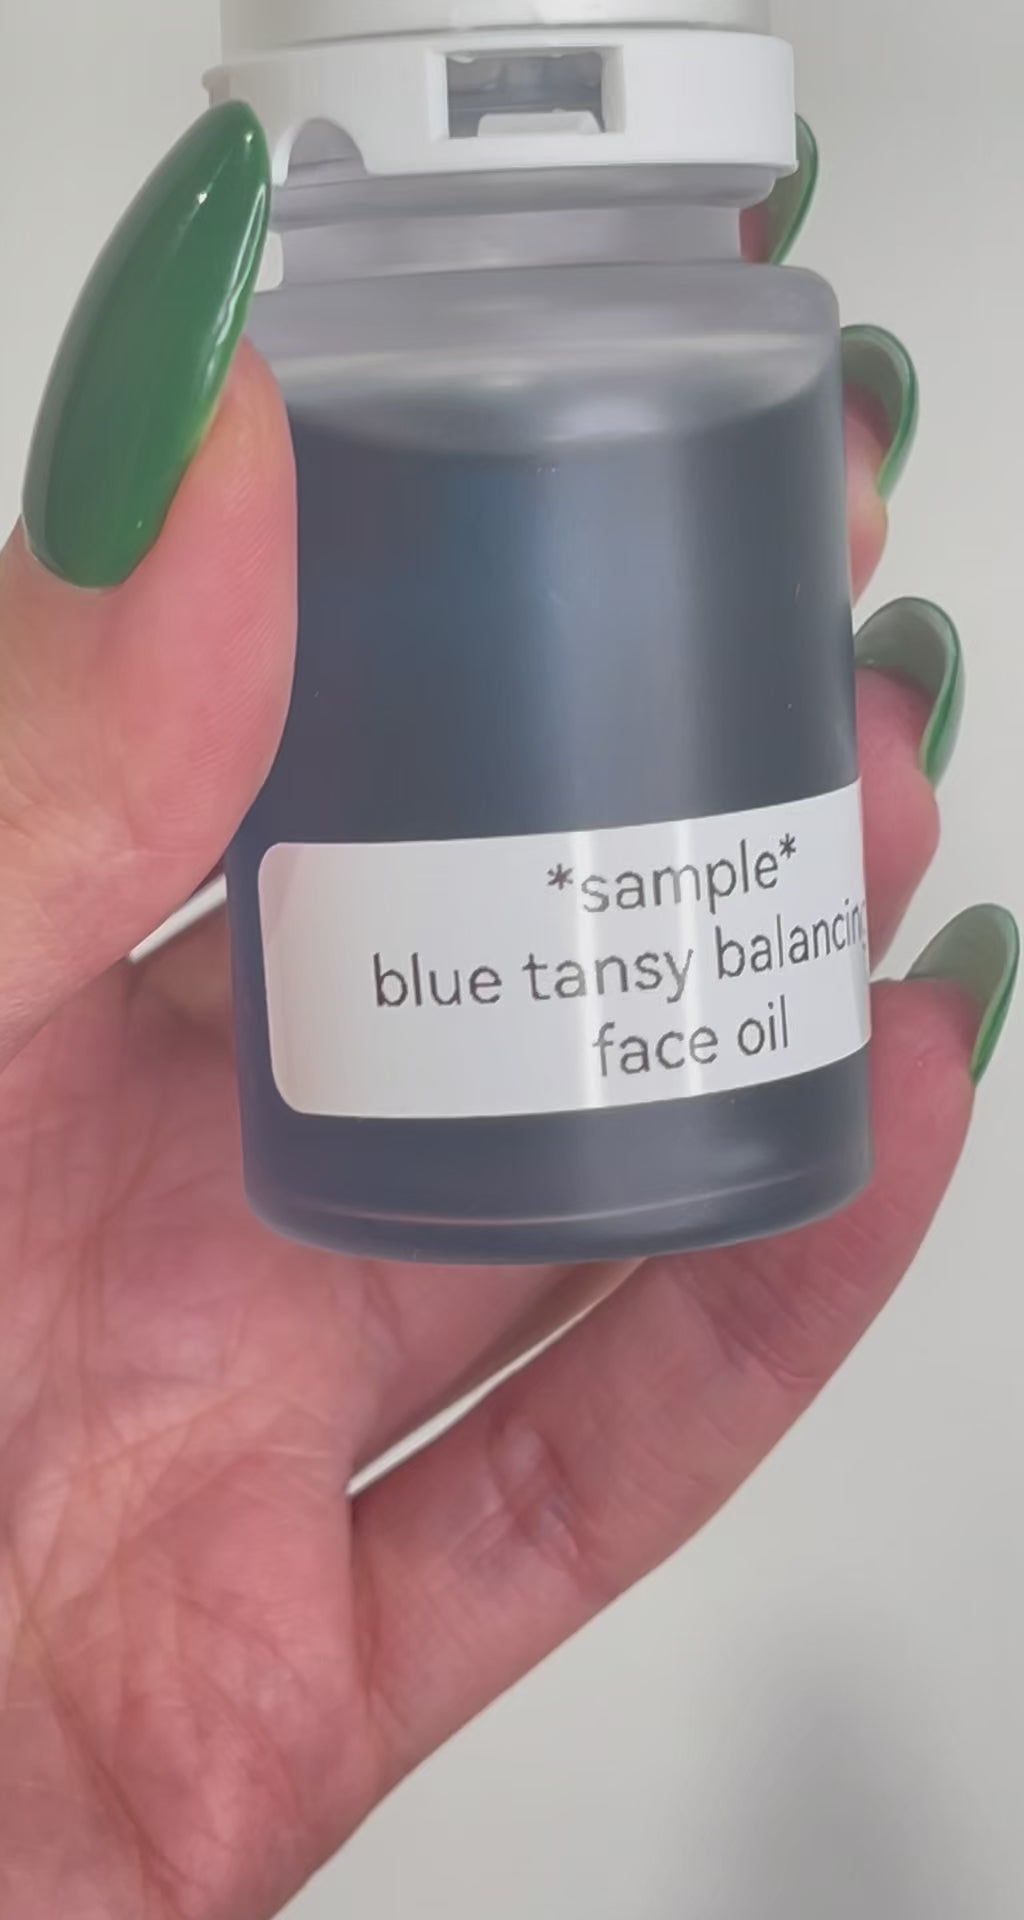 *sample*
blue tansy balancing
face oil